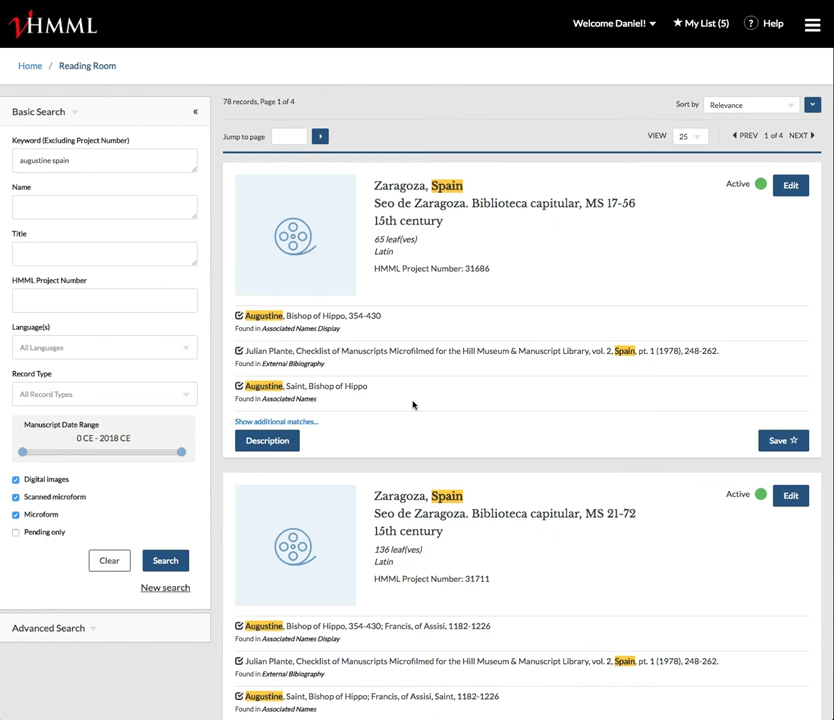 vHMML
Welcome Daniel!
My List (5)
? Help
Home / Reading Room
Basic Search
«
Keyword (Excluding Project Number)
augustine spain
Name
Title
HMML Project Number
Language(s)
All Languages
Record Type
All Record Types
Manuscript Date Range
0 CE - 2018 CE
Digital images
Scanned microform
Microform
Pending only
Clear
Search
New search
Advanced Search
78 records, Page 1 of 4
Sort by
Relevance
Jump to page
VIEW
25
PREV 1 of 4 NEXT
Zaragoza, Spain
Seo de Zaragoza. Biblioteca capitular, MS 17-56
15th century
65 leaf(ves)
Latin
HMML Project Number: 31686
Active
Edit
Augustine, Bishop of Hippo, 354-430
Found in Associated Names Display
Julian Plante, Checklist of Manuscripts Microfilmed for the Hill Museum & Manuscript Library, vol. 2, Spain, pt. 1 (1978), 248-262.
Found in External Bibiography
Augustine, Saint, Bishop of Hippo
Found in Associated Names
Show additional matches...
Description
Save
Zaragoza, Spain
Seo de Zaragoza. Biblioteca capitular, MS 21-72
15th century
136 leaf(ves)
Latin
HMML Project Number: 31711
Active
Edit
Augustine, Bishop of Hippo, 354-430; Francis, of Assisi, 1182-1226
Found in Associated Names Display
Julian Plante, Checklist of Manuscripts Microfilmed for the Hill Museum & Manuscript Library, vol. 2, Spain, pt. 1 (1978), 248-262.
Found in External Bibiography
Augustine, Saint, Bishop of Hippo; Francis, of Assisi, Saint, 1182-1226
Found in Associated Names